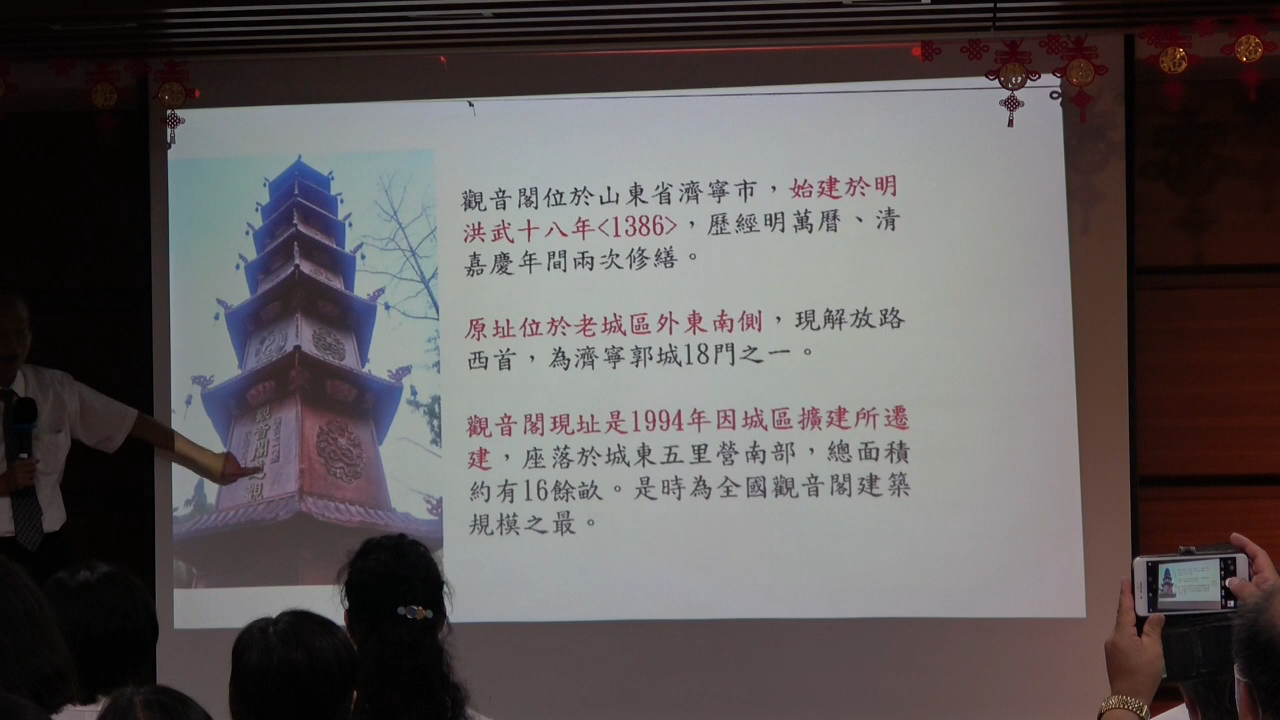 觀音閣位於山東省濟寧市，始建於明
洪武十八年<1386>，歷經明萬曆、清
嘉慶年間兩次修繕。
原址位於老城區外東南側，現解放路
西首，為濟寧郭城18門之一。
觀音閣現址是1994年因城區擴建所遷
建，座落於城東五里營南部，總面積
約有16餘畝。是時為全國觀音閣建築
規模之最。
觀音閣